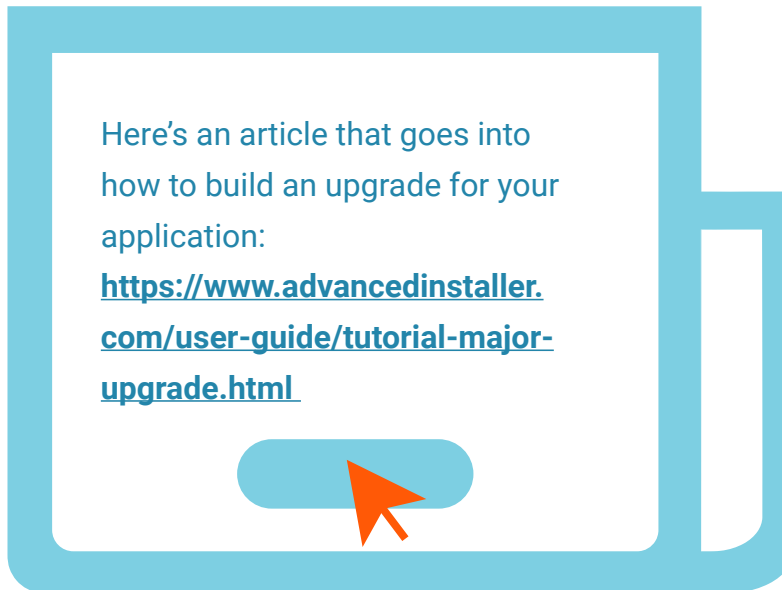 Here’s an article that goes into
how to build an upgrade for your
application:
https://www.advancedinstaller.
com/user-guide/tutorial-major-
upgrade.html